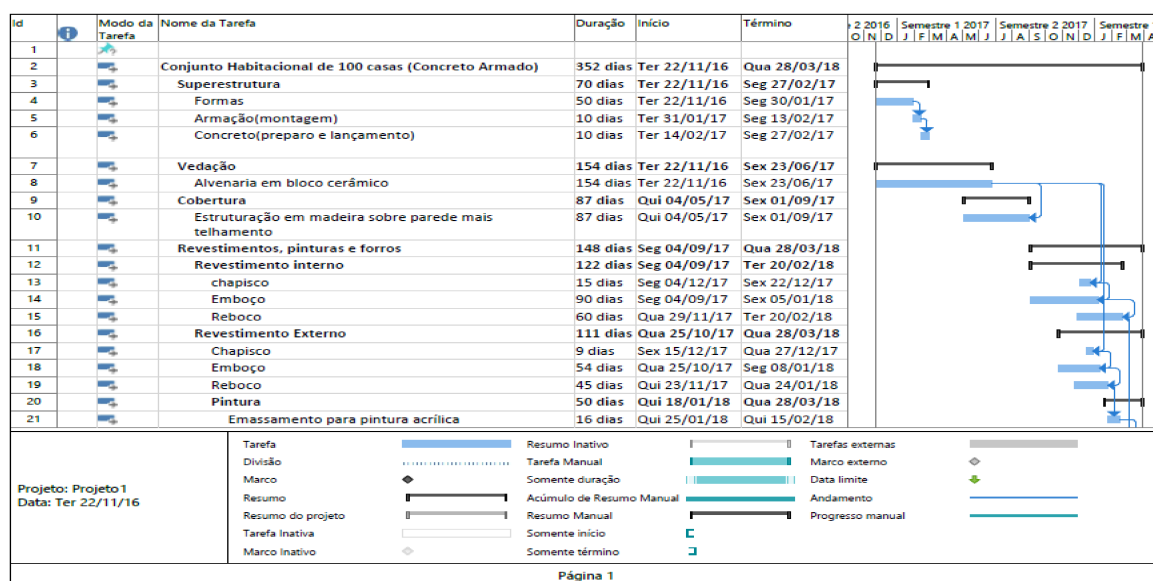 Id Modo da Tarefa Nome da Tarefa Duração Início Término 2 2016 Semestre 1 2017 Semestre 2 2017 Semestre
O N D J F M A M J J A S O N D J F M A
1
2 Conjunto Habitacional de 100 casas (Concreto Armado) 352 dias Ter 22/11/16 Qua 28/03/18
3 Superestrutura 70 dias Ter 22/11/16 Seg 27/02/17
4 Formas 50 dias Ter 22/11/16 Seg 30/01/17
5 Armação(montagem) 10 dias Ter 31/01/17 Seg 13/02/17
6 Concreto(preparo e lançamento) 10 dias Ter 14/02/17 Seg 27/02/17
7 Vedação 154 dias Ter 22/11/16 Sex 23/06/17
8 Alvenaria em bloco cerâmico 154 dias Ter 22/11/16 Sex 23/06/17
9 Cobertura 87 dias Qui 04/05/17 Sex 01/09/17
10 Estruturação em madeira sobre parede mais 87 dias Qui 04/05/17 Sex 01/09/17
telhamento
11 Revestimentos, pinturas e forros 148 dias Seg 04/09/17 Qua 28/03/18
12 Revestimento interno 122 dias Seg 04/09/17 Ter 20/02/18
13 chapisco 15 dias Seg 04/12/17 Sex 22/12/17
14 Emboço 90 dias Seg 04/09/17 Sex 05/01/18
15 Reboco 60 dias Qua 29/11/17 Ter 20/02/18
16 Revestimento Externo 111 dias Qua 25/10/17 Qua 28/03/18
17 Chapisco 9 dias Sex 15/12/17 Qua 27/12/17
18 Emboço 54 dias Qua 25/10/17 Seg 08/01/18
19 Reboco 45 dias Qui 23/11/17 Qua 24/01/18
20 Pintura 50 dias Qui 18/01/18 Qua 28/03/18
21 Emassamento para pintura acrílica 16 dias Qui 25/01/18 Qui 15/02/18
Projeto: Projeto1
Data: Ter 22/11/16
Tarefa Resumo Inativo Tarefas externas
Divisão Tarefa Manual Marco externo
Marco Somente duração Data limite
Resumo Acúmulo de Resumo Manual Andamento
Resumo do projeto Resumo Manual Progresso manual
Tarefa Inativa Somente início
Marco Inativo Somente término
Página 1